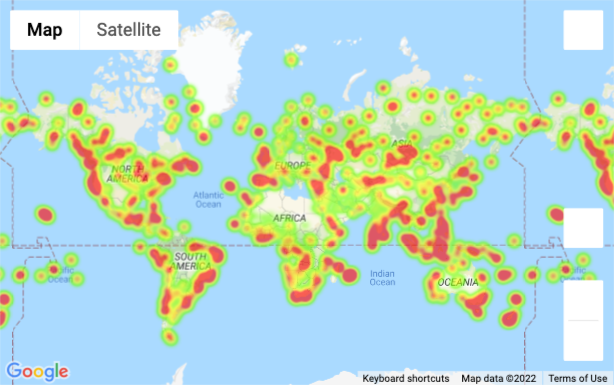 Map
Satellite
NORTH
AMERICA
EUROPE
ASIA
Atlantic
Ocean
AFRICA
SOUTH
AMERICA
Indian
Ocean
OCEANIA
Google
Keyboard shortcuts
Map data ©2022
Terms of Use